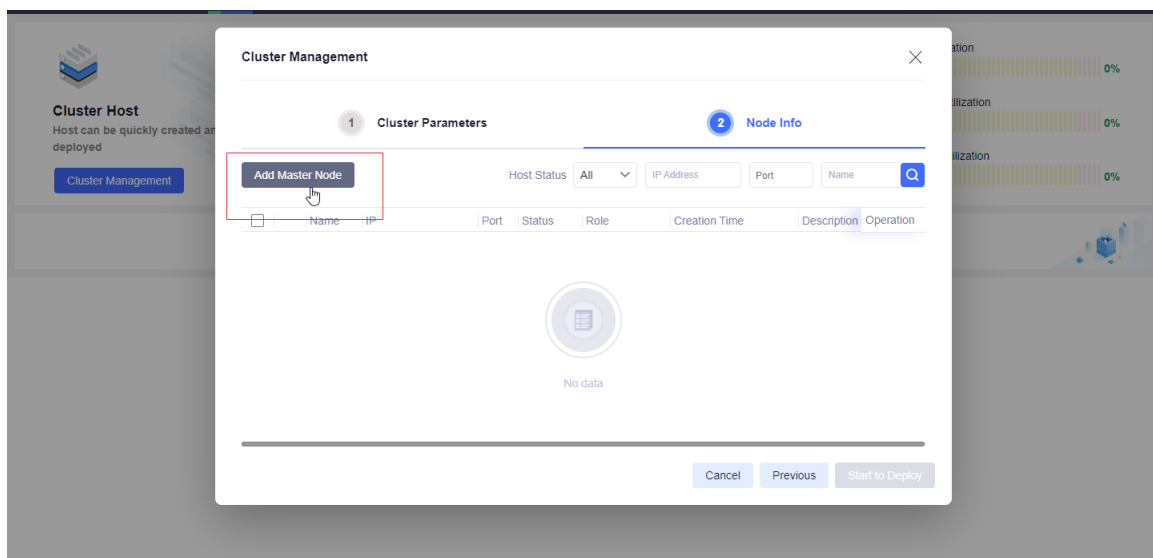 Cluster Management
1 Cluster Parameters
2 Node Info
Add Master Node
Host Status All IP Address Port Name
Name IP Port Status Role Creation Time Description Operation
No data
Cancel Previous Start to Deploy
Cluster Host
Host can be quickly created an
deployed
Cluster Management
ation
0%
ilization
0%
ilization
0%